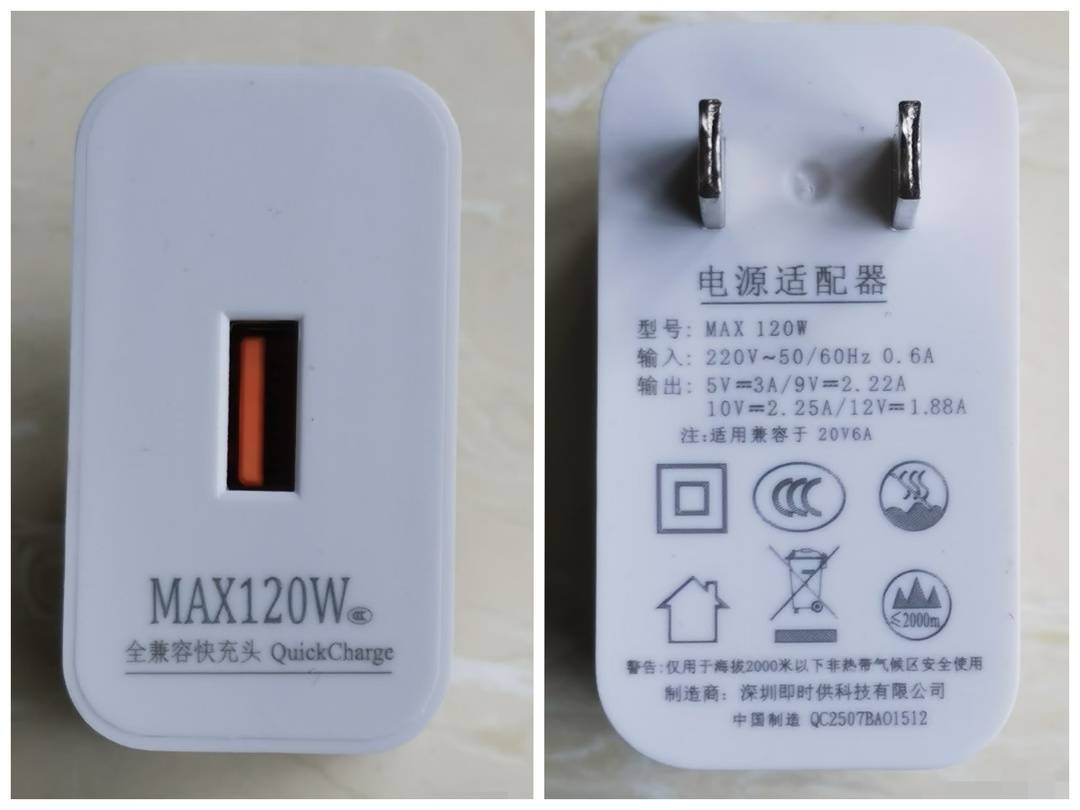 MAX120W
全兼容快充头 QuickCharge
电源适配器
型号: MAX 120W
输入: 220V~50/60Hz 0.6A
输出: 5V⎓3A/9V⎓2.22A
10V⎓2.25A/12V⎓1.88A
注:适用兼容于 20V6A
≤2000m
警告:仅用于海拔2000米以下非热带气候区安全使用
制造商: 深圳即时供科技有限公司
中国制造 QC2507BA01512